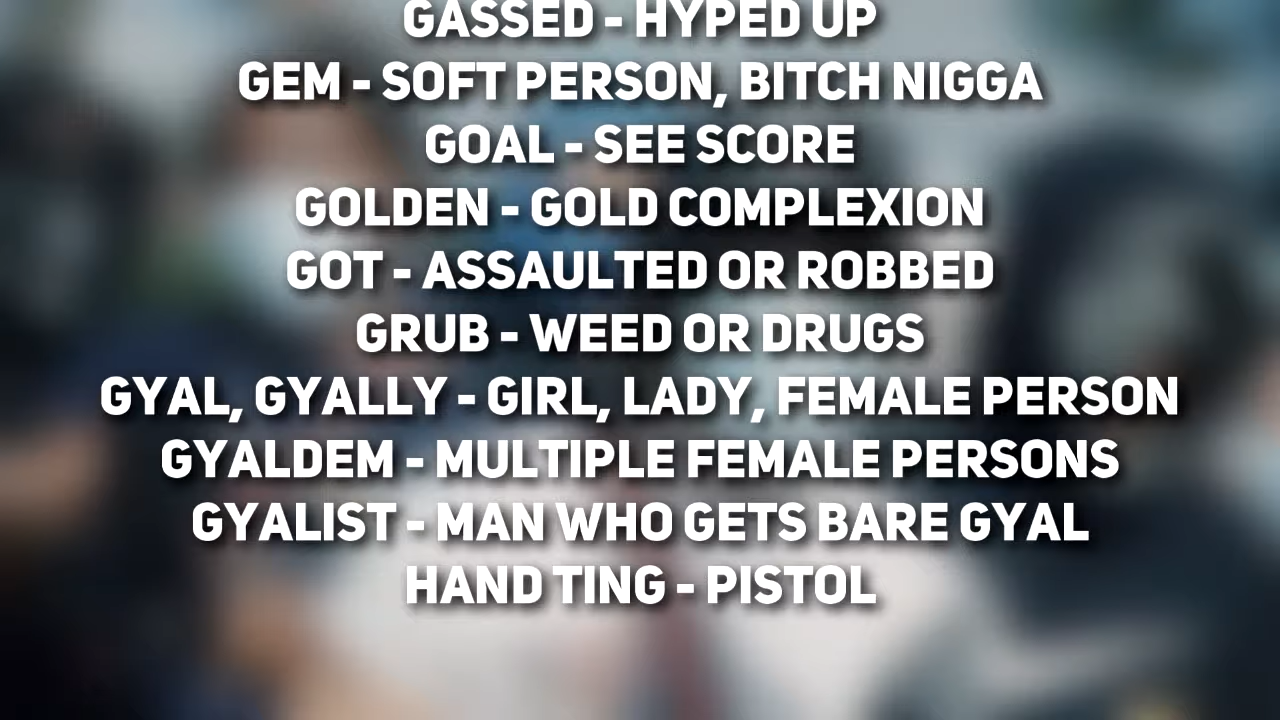 GASSED - HYPED UP
GEM - SOFT PERSON, BITCH NIGGA
GOAL - SEE SCORE
GOLDEN - GOLD COMPLEXION
GOT - ASSAULTED OR ROBBED
GRUB - WEED OR DRUGS
GYAL, GYALLY - GIRL, LADY, FEMALE PERSON
GYALDEM - MULTIPLE FEMALE PERSONS
GYALIST - MAN WHO GETS BARE GYAL
HAND TING - PISTOL